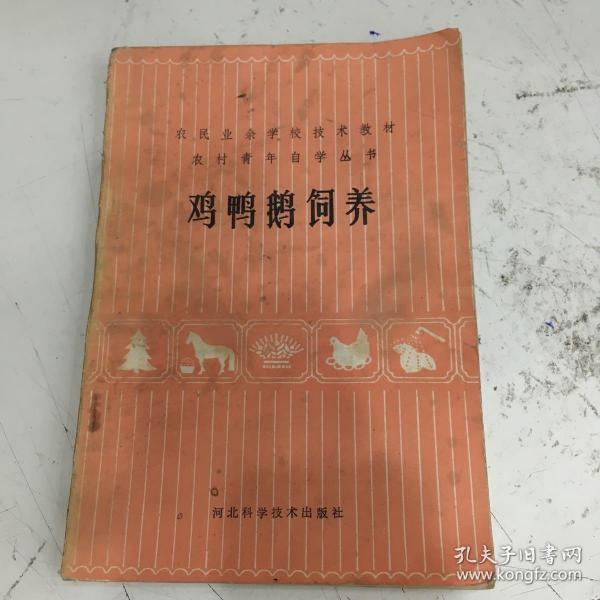 农民业余学校技术教材
农村青年自学丛书
鸡鸭鹅饲养
河北科学技术出版社
孔夫子旧书网
www.kongfz.com